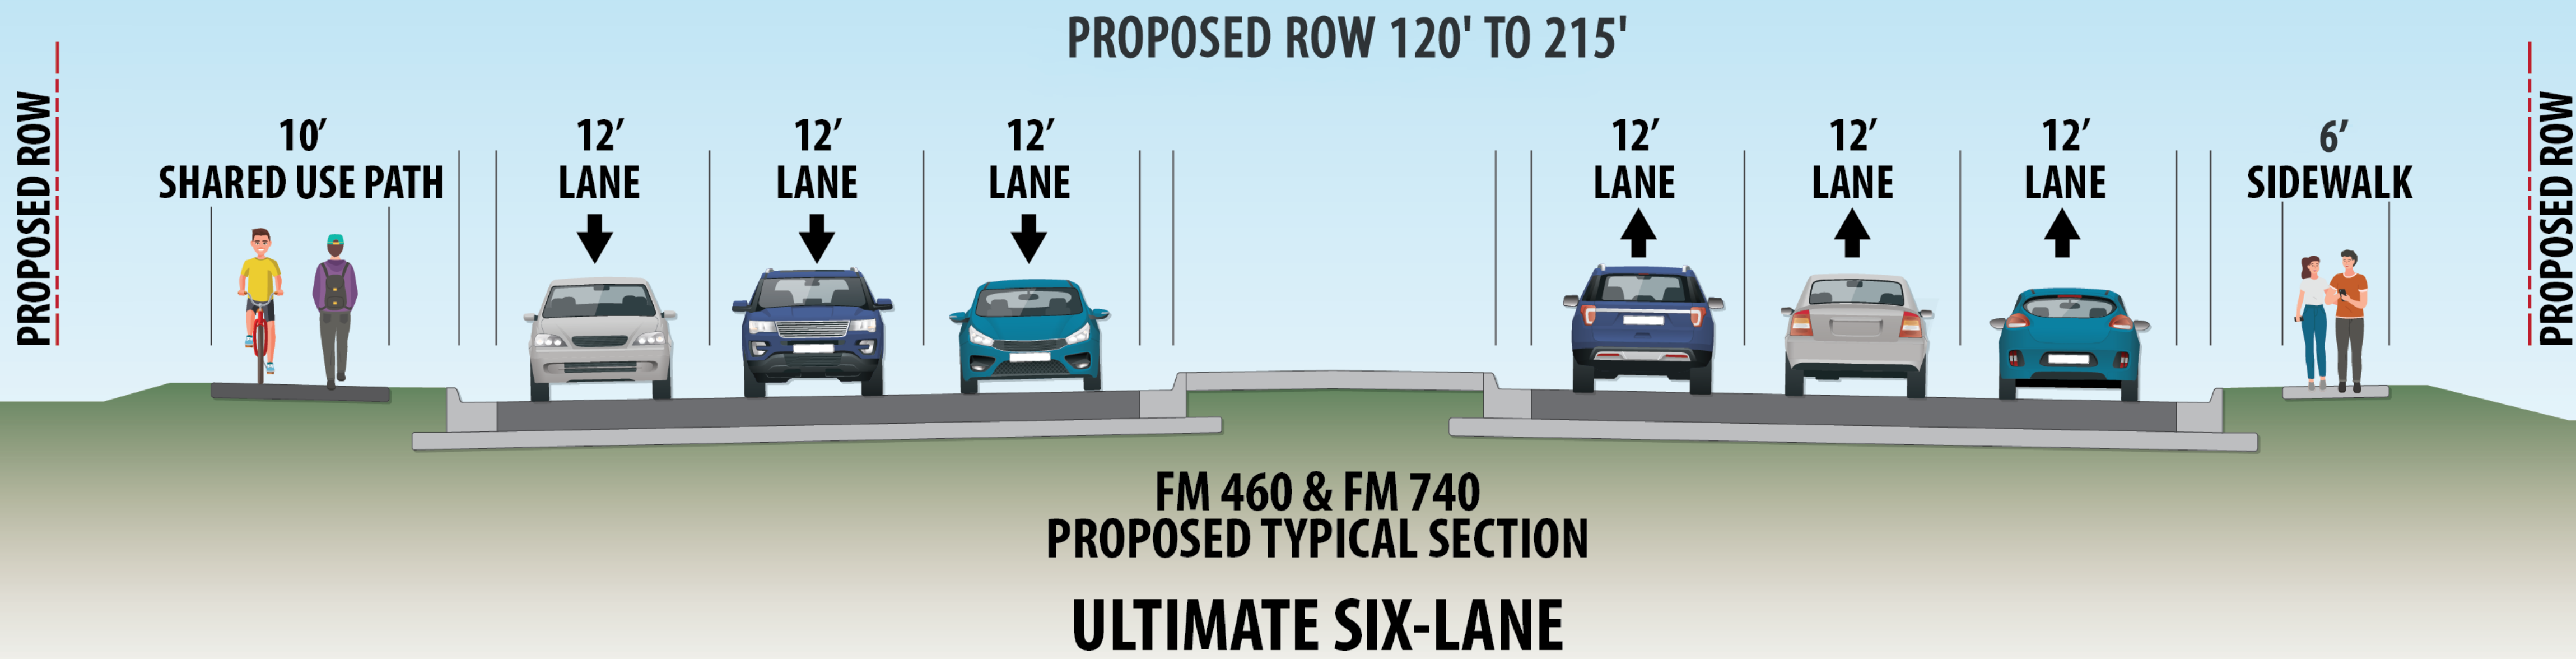 PROPOSED ROW 120' TO 215'
PROPOSED ROW
10’
SHARED USE PATH
12’
LANE
12’
LANE
12’
LANE
12’
LANE
12’
LANE
12’
LANE
6’
SIDEWALK
PROPOSED ROW
FM 460 & FM 740
PROPOSED TYPICAL SECTION
ULTIMATE SIX-LANE